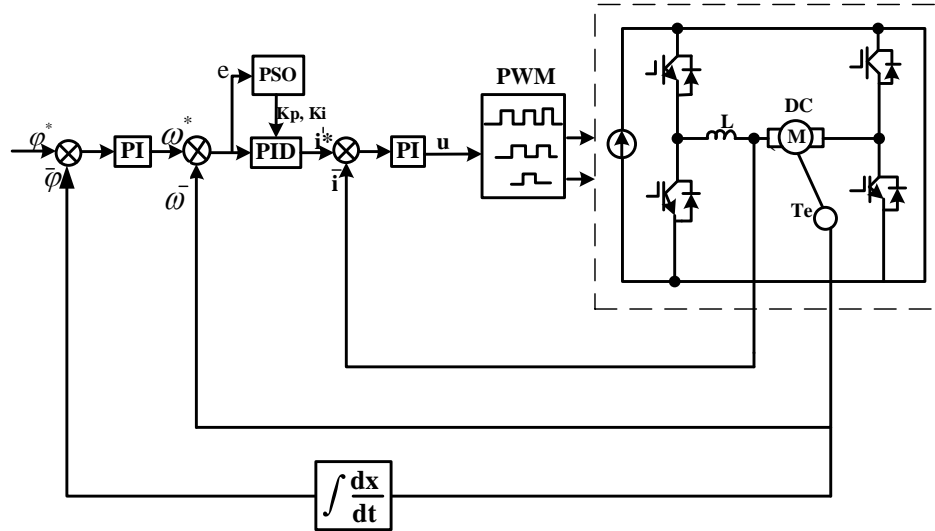 e
PSO
PWM
Kp, Ki
DC
φ*
ω*
L
M
PI
PID
i*
PI
u
φ̄
ω̄
ī
Te
∫ dx/dt